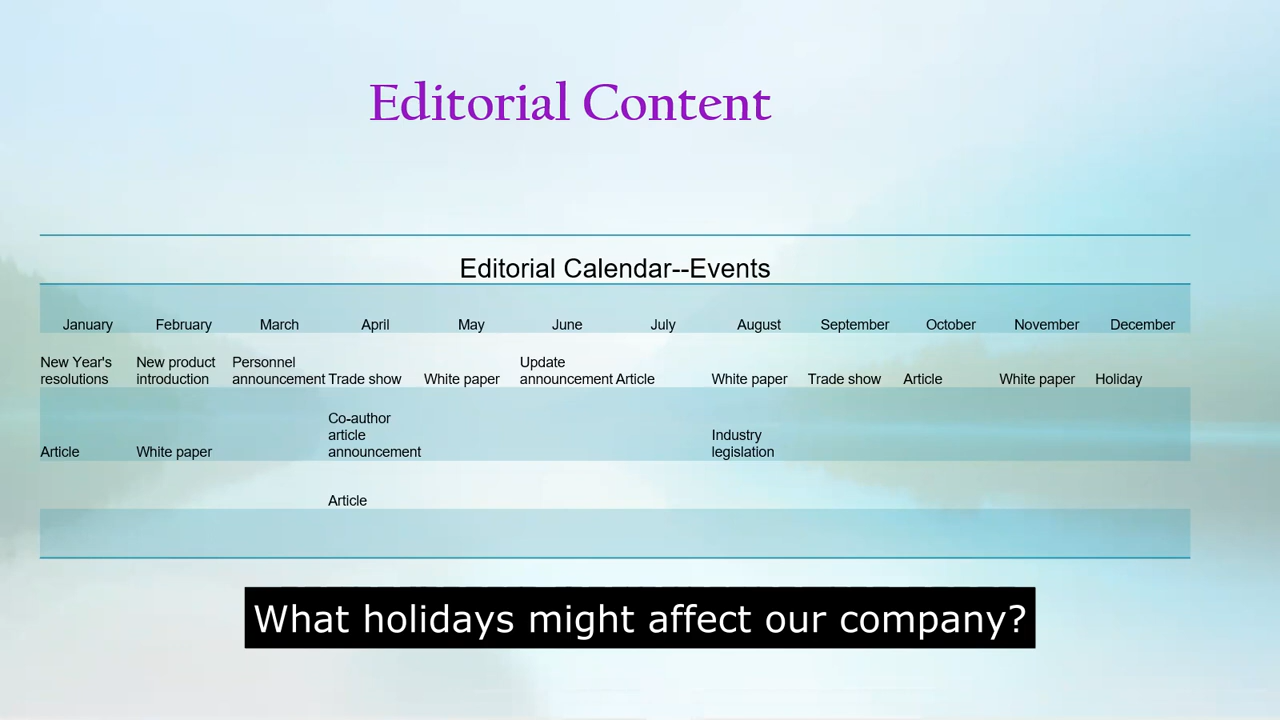 Editorial Content
Editorial Calendar--Events
January February March April May June July August September October November December
New Year's resolutions New product introduction Personnel announcement Trade show White paper Update announcement Article White paper Trade show Article White paper Holiday
Article White paper Co-author article announcement Industry legislation
Article
What holidays might affect our company?